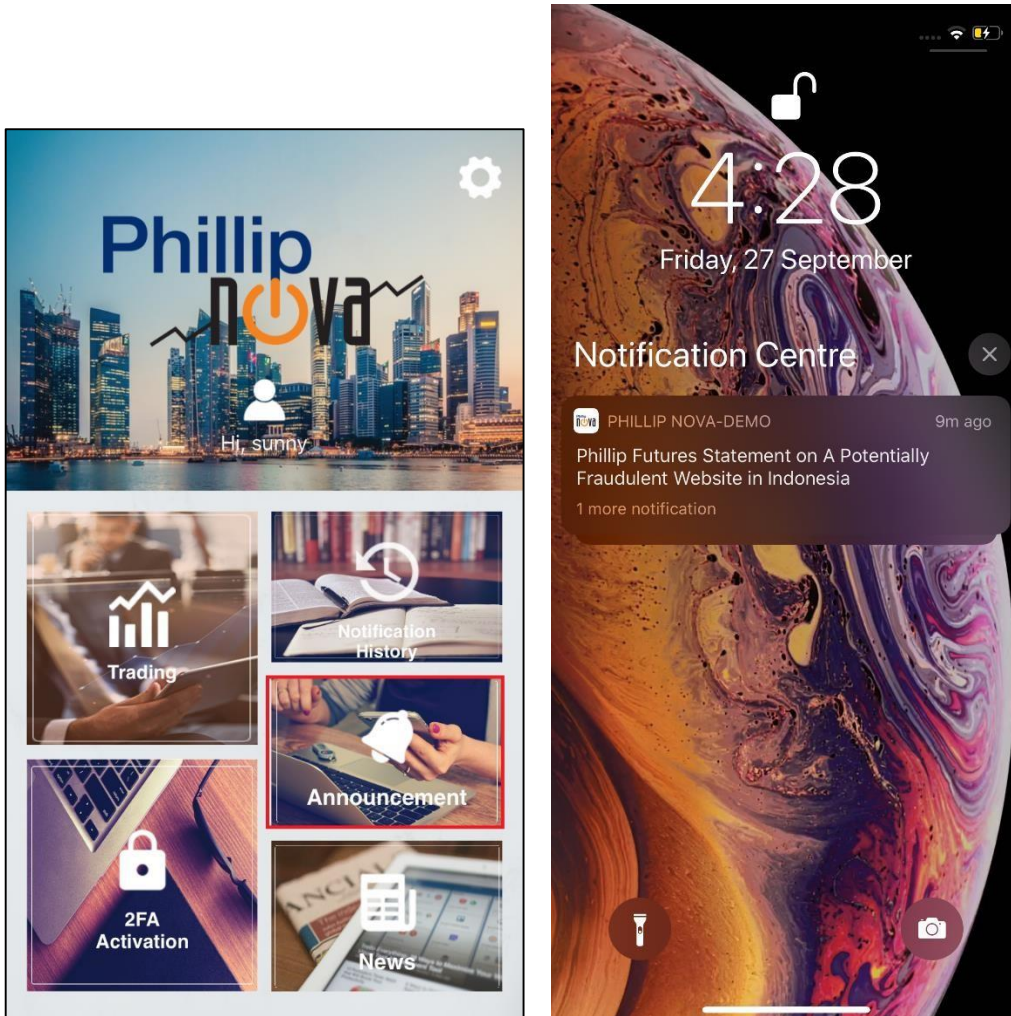 Phillip
nova
Hi, sunny
Trading
Notification
History
Announcement
2FA
Activation
News
4:28
Friday, 27 September
Notification Centre
PHILLIP NOVA-DEMO
9m ago
Phillip Futures Statement on A Potentially
Fraudulent Website in Indonesia
1 more notification